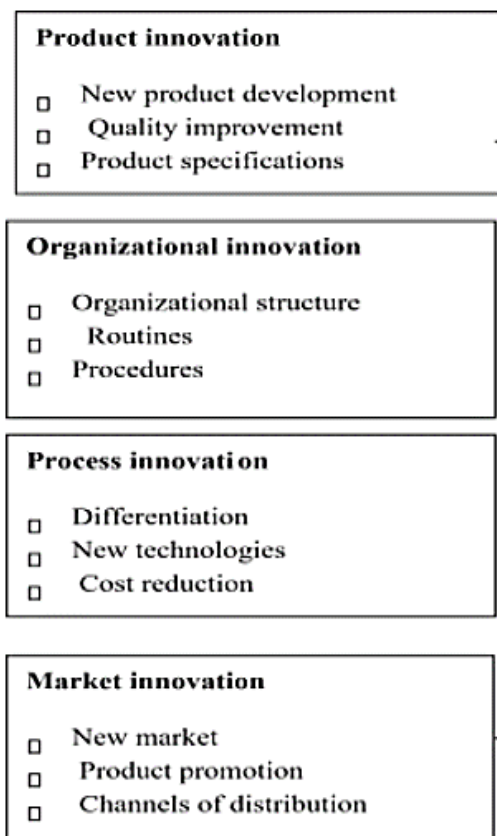 Product innovation
▯ New product development
▯ Quality improvement
▯ Product specifications
Organizational innovation
▯ Organizational structure
▯ Routines
▯ Procedures
Process innovation
▯ Differentiation
▯ New technologies
▯ Cost reduction
Market innovation
▯ New market
▯ Product promotion
▯ Channels of distribution